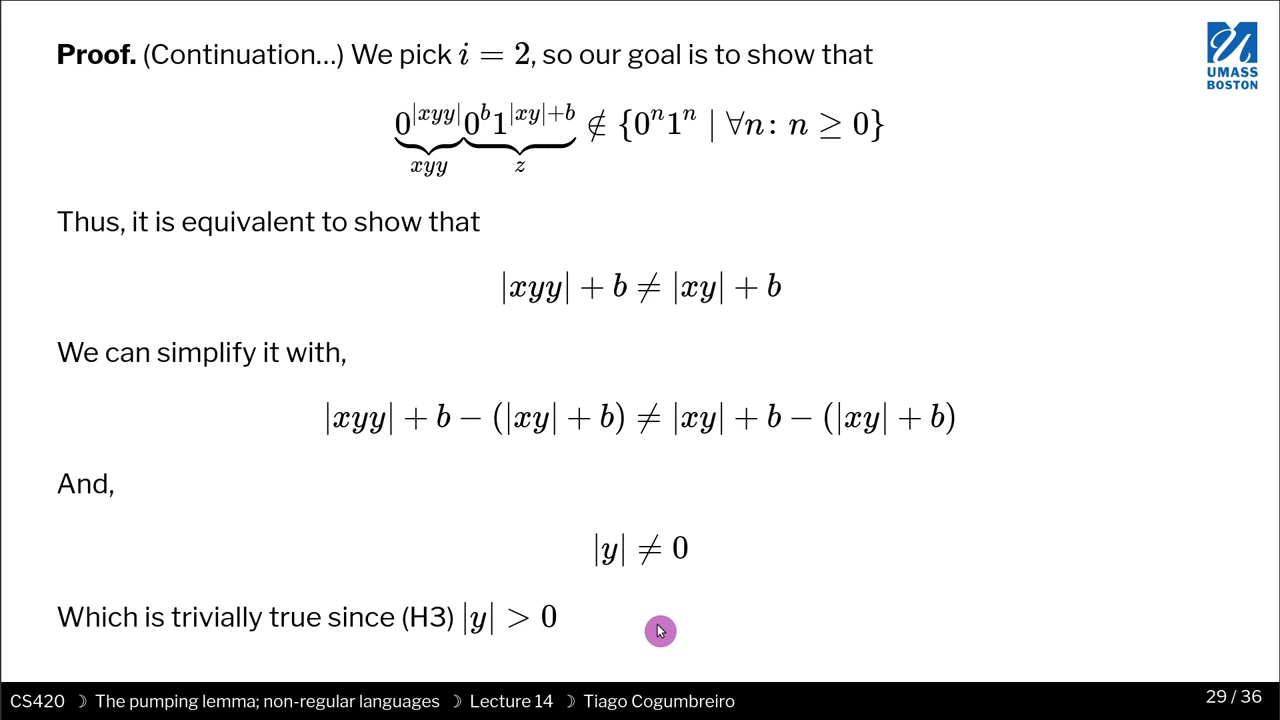 Proof. (Continuation...) We pick i = 2, so our goal is to show that
UMASS
BOSTON
0^{|xyy|}0^b1^{|xy|+b} ∉ {0^n1^n | ∀n: n ≥ 0}
xyy z
Thus, it is equivalent to show that
|xyy| + b ≠ |xy| + b
We can simplify it with,
|xyy| + b − (|xy| + b) ≠ |xy| + b − (|xy| + b)
And,
|y| ≠ 0
Which is trivially true since (H3) |y| > 0
CS420 ☽ The pumping lemma; non-regular languages ☽ Lecture 14 ☽ Tiago Cogumbreiro 29 / 36